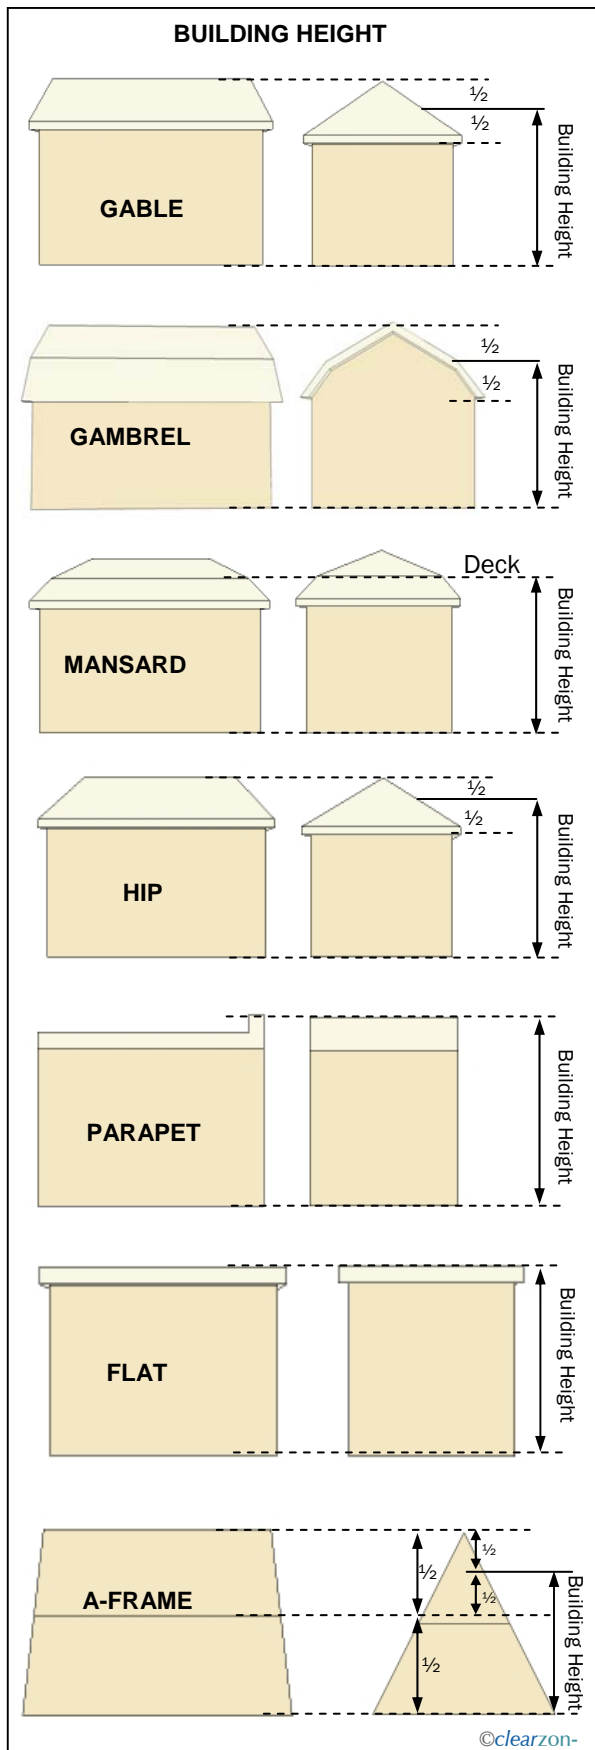 BUILDING HEIGHT
½
½
Building Height
GABLE
½
½
Building Height
GAMBREL
Deck
Building Height
MANSARD
½
½
Building Height
HIP
Building Height
PARAPET
Building Height
FLAT
½
½
½
½
Building Height
A-FRAME
©clearzon-